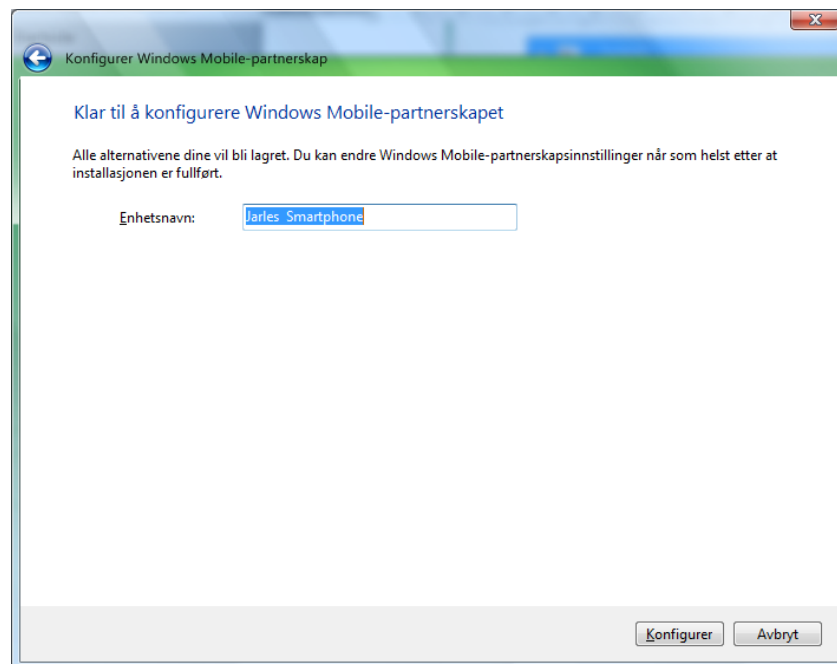 Konfigurer Windows Mobile-partnerskap
Klar til å konfigurere Windows Mobile-partnerskapet
Alle alternativene dine vil bli lagret. Du kan endre Windows Mobile-partnerskapsinnstillinger når som helst etter at
installasjonen er fullført.
Enhetsnavn: Jarles Smartphone
Konfigurer Avbryt